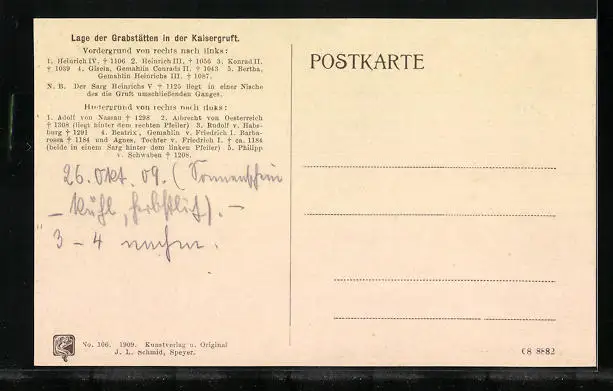 Lage der Grabstätten in der Kaisergruft.
Vordergrund von rechts nach links:
1. Heinrich IV. † 1106 2. Heinrich III. † 1056 3. Konrad II.
† 1039 4. Gisela, Gemahlin Conrads II. † 1043 5. Bertha,
Gemahlin Heinrichs III. † 1087.
N. B. Der Sarg Heinrichs V † 1125 liegt in einer Nische
des die Gruft umschließenden Ganges.
Hintergrund von rechts nach links:
1. Adolf von Nassau † 1298 2. Albrecht von Oesterreich
† 1308 (liegt hinter dem rechten Pfeiler) 3. Rudolf v. Habs-
burg † 1291 4. Beatrix, Gemahlin v. Friedrich I. Barba-
rossa † 1184 und Agnes, Tochter v. Friedrich I. † ca. 1184
(beide in einem Sarg hinter dem linken Pfeiler) 5. Philipp
v. Schwaben † 1208.
26. Okt. 09. (Sonnenschein
– kühl, herbstlich). –
3 – 4 nachm.
No. 106. 1909. Kunstverlag u. Original
J. L. Schmid, Speyer.
POSTKARTE
C8 8882